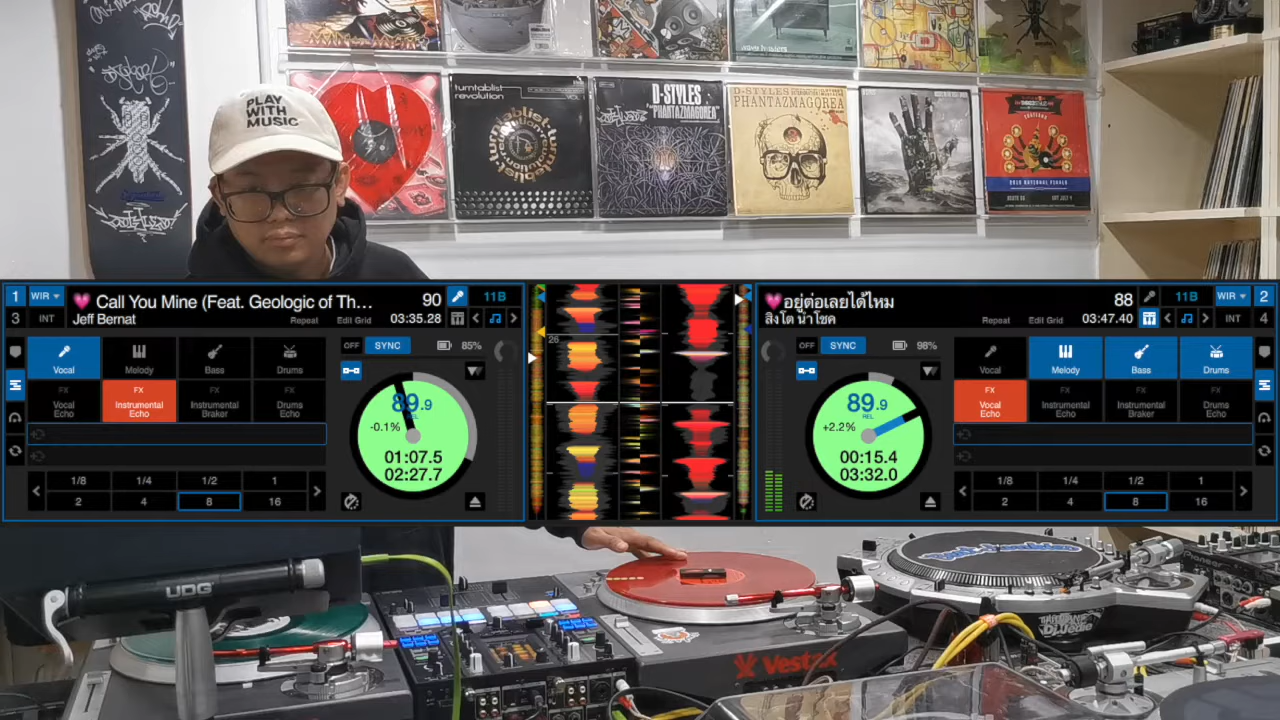 PLAY
WITH
MUSIC
turntablist
revolution
D-STYLES
"PHANTAZMAGOREA"
D-STYLES
PHANTAZMAGOREA
1
WIR
💗 Call You Mine (Feat. Geologic of Th...
90
11B
3
INT
Jeff Bernat
Repeat
Edit Grid
03:35.28
Vocal
Melody
Bass
Drums
FX
Vocal
Echo
FX
Instrumental
Echo
FX
Instrumental
Braker
FX
Drums
Echo
OFF
SYNC
85%
89.9
REL
-0.1%
01:07.5
02:27.7
1/8
1/4
1/2
1
2
4
8
16
26
💗อยู่ต่อเลยได้ไหม
88
11B
WIR
2
สิงโต นำโชค
Repeat
Edit Grid
03:47.40
INT
4
OFF
SYNC
98%
89.9
REL
+2.2%
00:15.4
03:32.0
Vocal
Melody
Bass
Drums
FX
Vocal
Echo
FX
Instrumental
Echo
FX
Instrumental
Braker
FX
Drums
Echo
1/8
1/4
1/2
1
2
4
8
16
UDG
Vestax